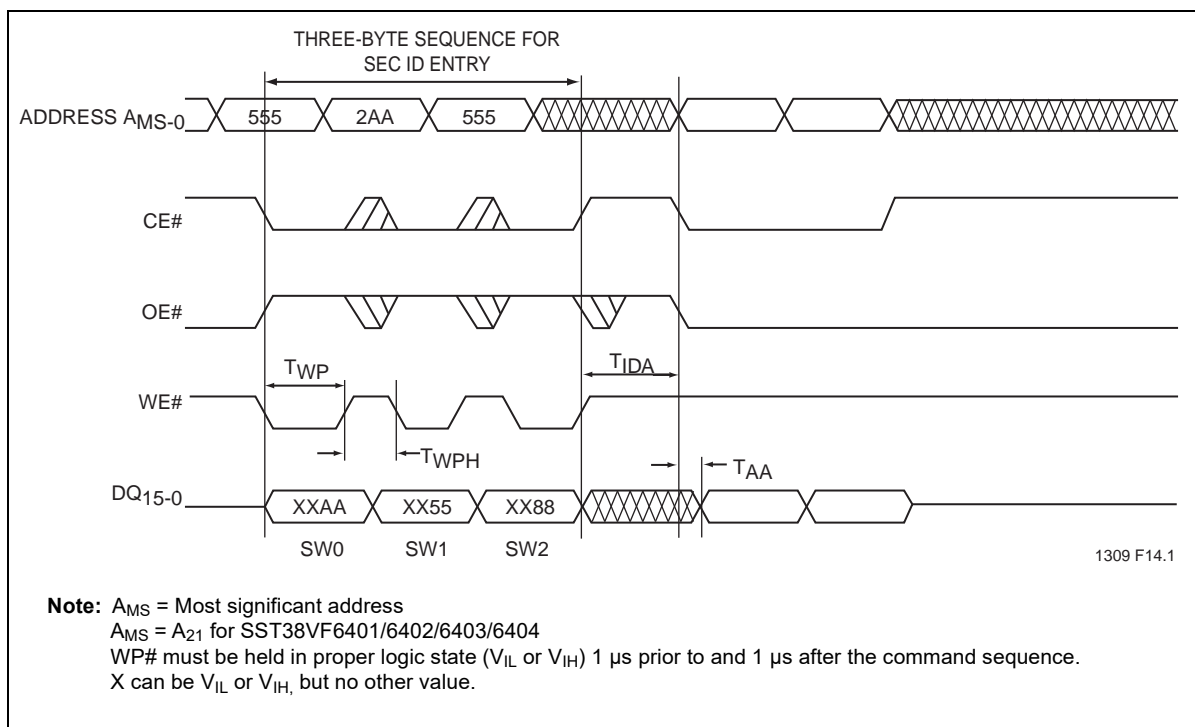 THREE-BYTE SEQUENCE FOR
SEC ID ENTRY
ADDRESS AMS-0
555
2AA
555
CE#
OE#
TWP
TIDA
WE#
TWPH
TAA
DQ15-0
XXAA
XX55
XX88
SW0
SW1
SW2
1309 F14.1
Note: AMS = Most significant address
AMS = A21 for SST38VF6401/6402/6403/6404
WP# must be held in proper logic state (VIL or VIH) 1 µs prior to and 1 µs after the command sequence.
X can be VIL or VIH, but no other value.